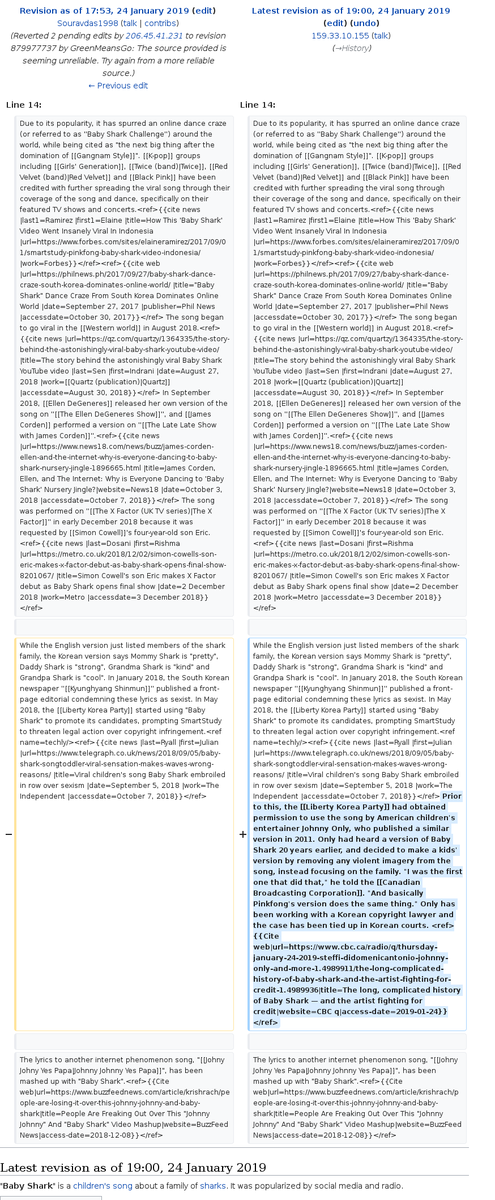 Revision as of 17:53, 24 January 2019 (edit)
Souravdas1998 (talk | contribs)
(Reverted 2 pending edits by 206.45.41.231 to revision
879977737 by GreenMeansGo: The source provided is
seeming unreliable. Try again from a more reliable
source.)
← Previous edit
Latest revision as of 19:00, 24 January 2019
(edit) (undo)
159.33.10.155 (talk)
(→History)
Line 14:
Due to its popularity, it has spurred an online dance craze
(or referred to as "Baby Shark Challenge") around the
world, while being cited as "the next big thing after the
domination of [[Gangnam Style]]". [[Kpop]] groups
including [[Girls' Generation]], [[Twice (band)|Twice]], [[Red
Velvet (band)|Red Velvet]] and [[Black Pink]] have been
credited with further spreading the viral song through their
coverage of the song and dance, specifically on their
featured TV shows and concerts.<ref>{{cite news
|last1=Ramirez |first1=Elaine |title=How This 'Baby Shark'
Video Went Insanely Viral In Indonesia
|url=https://www.forbes.com/sites/elaineramirez/2017/09/0
1/smartstudy-pinkfong-baby-shark-video-indonesia/
|work=Forbes}}</ref><ref>{{cite web
|url=https://philnews.ph/2017/09/27/baby-shark-dance-
craze-south-korea-dominates-online-world/ |title="Baby
Shark" Dance Craze From South Korea Dominates Online
World |date=September 27, 2017 |publisher=Phil News
|accessdate=October 30, 2017}}</ref> The song began
to go viral in the [[Western world]] in August 2018.<ref>
{{cite news |url=https://qz.com/quartzy/1364335/the-story-
behind-the-astonishingly-viral-baby-shark-youtube-video/
|title=The story behind the astonishingly viral Baby Shark
YouTube video |last=Sen |first=Indrani |date=August 27,
2018 |work=[[Quartz (publication)|Quartz]]
|accessdate=August 30, 2018}}</ref> In September
2018, [[Ellen DeGeneres]] released her own version of the
song on ''[[The Ellen DeGeneres Show]]'', and [[James
Corden]] performed a version on ''[[The Late Late Show
with James Corden]]''.<ref>{{cite news
|url=https://www.news18.com/news/buzz/james-corden-
ellen-and-the-internet-why-is-everyone-dancing-to-baby-
shark-nursery-jingle-1896665.html |title=James Corden,
Ellen, and The Internet: Why is Everyone Dancing to 'Baby
Shark' Nursery Jingle?|website=News18 |date=October 3,
2018 |accessdate=October 7, 2018}}</ref> The song
was performed on ''[[The X Factor (UK TV series)|The X
Factor]]'' in early December 2018 because it was
requested by [[Simon Cowell]]'s four-year-old son Eric.
<ref>{{cite news |last=Dosani |first=Rishma
|url=https://metro.co.uk/2018/12/02/simon-cowells-son-
eric-makes-x-factor-debut-as-baby-shark-opens-final-show-
8201067/ |title=Simon Cowell's son Eric makes X Factor
debut as Baby Shark opens final show |date=2 December
2018 |work=Metro |accessdate=3 December 2018}}
</ref>
While the English version just listed members of the shark
family, the Korean version says Mommy Shark is "pretty",
Daddy Shark is "strong", Grandma Shark is "kind" and
Grandpa Shark is "cool". In January 2018, the South Korean
newspaper ''[[Kyunghyang Shinmun]]'' published a front-
page editorial condemning these lyrics as sexist. In May
2018, the [[Liberty Korea Party]] started using "Baby
Shark" to promote its candidates, prompting SmartStudy
to threaten legal action over copyright infringement.<ref
name=techly/><ref>{{cite news |last=Ryall |first=Julian
|url=https://www.telegraph.co.uk/news/2018/09/05/baby-
shark-songtoddler-viral-sensation-makes-waves-wrong-
reasons/ |title=Viral children's song Baby Shark embroiled
in row over sexism |date=September 5, 2018 |work=The
Independent |accessdate=October 7, 2018}}</ref>
The lyrics to another internet phenomenon song, "[[Johny
Johny Yes Papa|Johny Johny Yes Papa]]", has
been mashed up with "Baby Shark".<ref>{{Cite
web|url=https://www.buzzfeednews.com/article/krishrach/pe
ople-are-losing-it-over-this-johnny-johnny-and-baby-
shark|title=People Are Freaking Out Over This "Johnny
Johnny" And "Baby Shark" Video Mashup|website=BuzzFeed
News|access-date=2018-12-08}}</ref>
Line 14:
Due to its popularity, it has spurred an online dance craze
(or referred to as "Baby Shark Challenge") around the
world, while being cited as "the next big thing after the
domination of [[Gangnam Style]]". [[Kpop]] groups
including [[Girls' Generation]], [[Twice (band)|Twice]], [[Red
Velvet (band)|Red Velvet]] and [[Black Pink]] have been
credited with further spreading the viral song through their
coverage of the song and dance, specifically on their
featured TV shows and concerts.<ref>{{cite news
|last1=Ramirez |first1=Elaine |title=How This 'Baby Shark'
Video Went Insanely Viral In Indonesia
|url=https://www.forbes.com/sites/elaineramirez/2017/09/0
1/smartstudy-pinkfong-baby-shark-video-indonesia/
|work=Forbes}}</ref><ref>{{cite web
|url=https://philnews.ph/2017/09/27/baby-shark-dance-
craze-south-korea-dominates-online-world/ |title="Baby
Shark" Dance Craze From South Korea Dominates Online
World |date=September 27, 2017 |publisher=Phil News
|accessdate=October 30, 2017}}</ref> The song began
to go viral in the [[Western world]] in August 2018.<ref>
{{cite news |url=https://qz.com/quartzy/1364335/the-story-
behind-the-astonishingly-viral-baby-shark-youtube-video/
|title=The story behind the astonishingly viral Baby Shark
YouTube video |last=Sen |first=Indrani |date=August 27,
2018 |work=[[Quartz (publication)|Quartz]]
|accessdate=August 30, 2018}}</ref> In September
2018, [[Ellen DeGeneres]] released her own version of the
song on ''[[The Ellen DeGeneres Show]]'', and [[James
Corden]] performed a version on ''[[The Late Late Show
with James Corden]]''.<ref>{{cite news
|url=https://www.news18.com/news/buzz/james-corden-
ellen-and-the-internet-why-is-everyone-dancing-to-baby-
shark-nursery-jingle-1896665.html |title=James Corden,
Ellen, and The Internet: Why is Everyone Dancing to 'Baby
Shark' Nursery Jingle?|website=News18 |date=October 3,
2018 |accessdate=October 7, 2018}}</ref> The song
was performed on ''[[The X Factor (UK TV series)|The X
Factor]]'' in early December 2018 because it was
requested by [[Simon Cowell]]'s four-year-old son Eric.
<ref>{{cite news |last=Dosani |first=Rishma
|url=https://metro.co.uk/2018/12/02/simon-cowells-son-
eric-makes-x-factor-debut-as-baby-shark-opens-final-show-
8201067/ |title=Simon Cowell's son Eric makes X Factor
debut as Baby Shark opens final show |date=2 December
2018 |work=Metro |accessdate=3 December 2018}}
</ref>
While the English version just listed members of the shark
family, the Korean version says Mommy Shark is "pretty",
Daddy Shark is "strong", Grandma Shark is "kind" and
Grandpa Shark is "cool". In January 2018, the South Korean
newspaper ''[[Kyunghyang Shinmun]]'' published a front-
page editorial condemning these lyrics as sexist. In May
2018, the [[Liberty Korea Party]] started using "Baby
Shark" to promote its candidates, prompting SmartStudy
to threaten legal action over copyright infringement.<ref
name=techly/><ref>{{cite news |last=Ryall |first=Julian
|url=https://www.telegraph.co.uk/news/2018/09/05/baby-
shark-songtoddler-viral-sensation-makes-waves-wrong-
reasons/ |title=Viral children's song Baby Shark embroiled
in row over sexism |date=September 5, 2018 |work=The
Independent |accessdate=October 7, 2018}}</ref> Prior
to this, the [[Liberty Korea Party]] had obtained
permission to use the song by American children's
entertainer Johnny Only, who published a similar
version in 2011. Only had heard a version of Baby
Shark 20 years earlier, and decided to make a kids'
version by removing any violent imagery from the
song, instead focusing on the family. "I was the first
one that did that," he told the [[Canadian
Broadcasting Corporation]]. "And basically
Pinkfong's version does the same thing." Only has
been working with a Korean copyright lawyer and
the case has been tied up in Korean courts. <ref>
{{Cite
web|url=https://www.cbc.ca/radio/q/thursday-
january-24-2019-steffi-didomenicantonio-johnny-
only-and-more-1.4989911/the-long-complicated-
history-of-baby-shark-and-the-artist-fighting-for-
credit-1.4989936|title=The long, complicated history
of Baby Shark — and the artist fighting for
credit|website=CBC q|access-date=2019-01-24}}
</ref>
The lyrics to another internet phenomenon song, "[[Johny
Johny Yes Papa|Johny Johny Yes Papa]]", has
been mashed up with "Baby Shark".<ref>{{Cite
web|url=https://www.buzzfeednews.com/article/krishrach/pe
ople-are-losing-it-over-this-johnny-johnny-and-baby-
shark|title=People Are Freaking Out Over This "Johnny
Johnny" And "Baby Shark" Video Mashup|website=BuzzFeed
News|access-date=2018-12-08}}</ref>
Latest revision as of 19:00, 24 January 2019
"Baby Shark" is a children's song about a family of sharks. It was popularized by social media and radio.